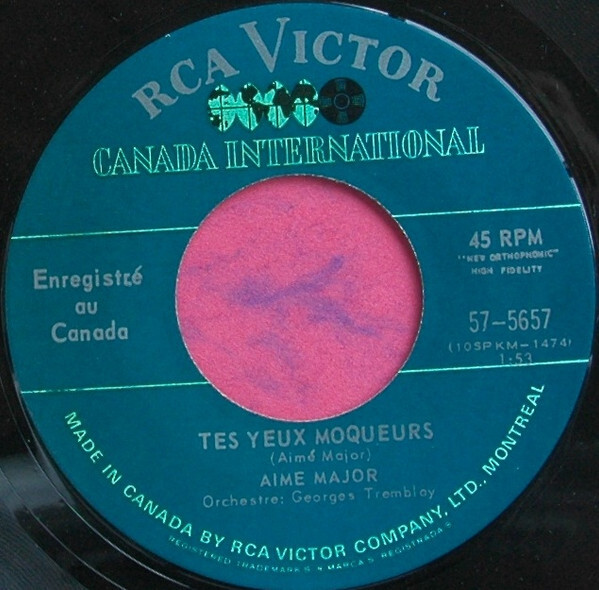 RCA VICTOR
CANADA INTERNATIONAL
Enregistré
au
Canada
45 RPM
"NEW ORTHOPHONIC"
HIGH FIDELITY
57-5657
(10SPKM-1474)
1:53
TES YEUX MOQUEURS
(Aimé Major)
AIME MAJOR
Orchestre: Georges Tremblay
MADE IN CANADA BY RCA VICTOR COMPANY, LTD., MONTREAL
REGISTERED TRADEMARKS MARCAS REGISTRADAS